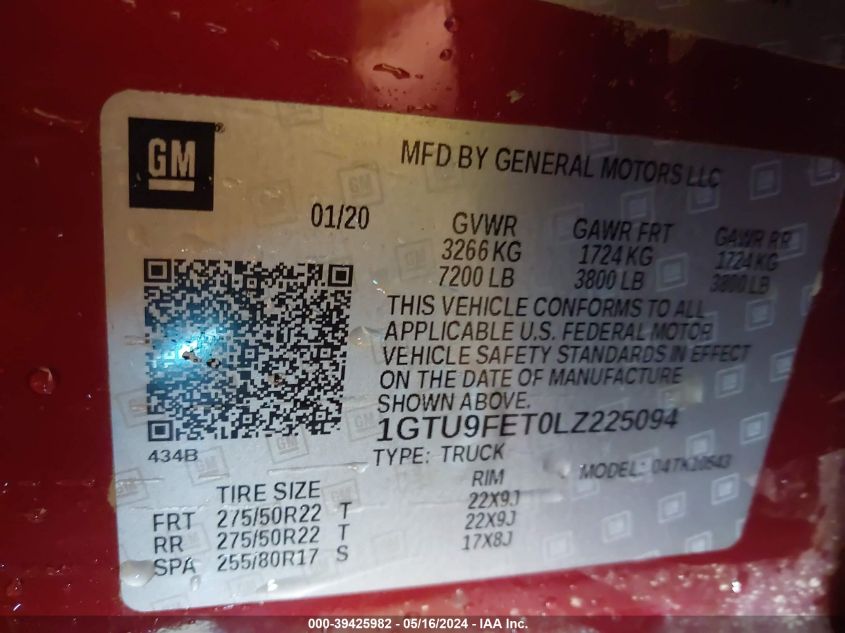 GM
MFD BY GENERAL MOTORS LLC
01/20
GVWR GAWR FRT GAWR RR
3266 KG 1724 KG 1724 KG
7200 LB 3800 LB 3800 LB
THIS VEHICLE CONFORMS TO ALL
APPLICABLE U.S. FEDERAL MOTOR
VEHICLE SAFETY STANDARDS IN EFFECT
ON THE DATE OF MANUFACTURE
SHOWN ABOVE.
1GTU9FET0LZ225094
434B
TYPE: TRUCK MODEL: 04TK10543
TIRE SIZE RIM
FRT 275/50R22 T 22X9J
RR 275/50R22 T 22X9J
SPA 255/80R17 S 17X8J
000-39425982 - 05/16/2024 - IAA Inc.